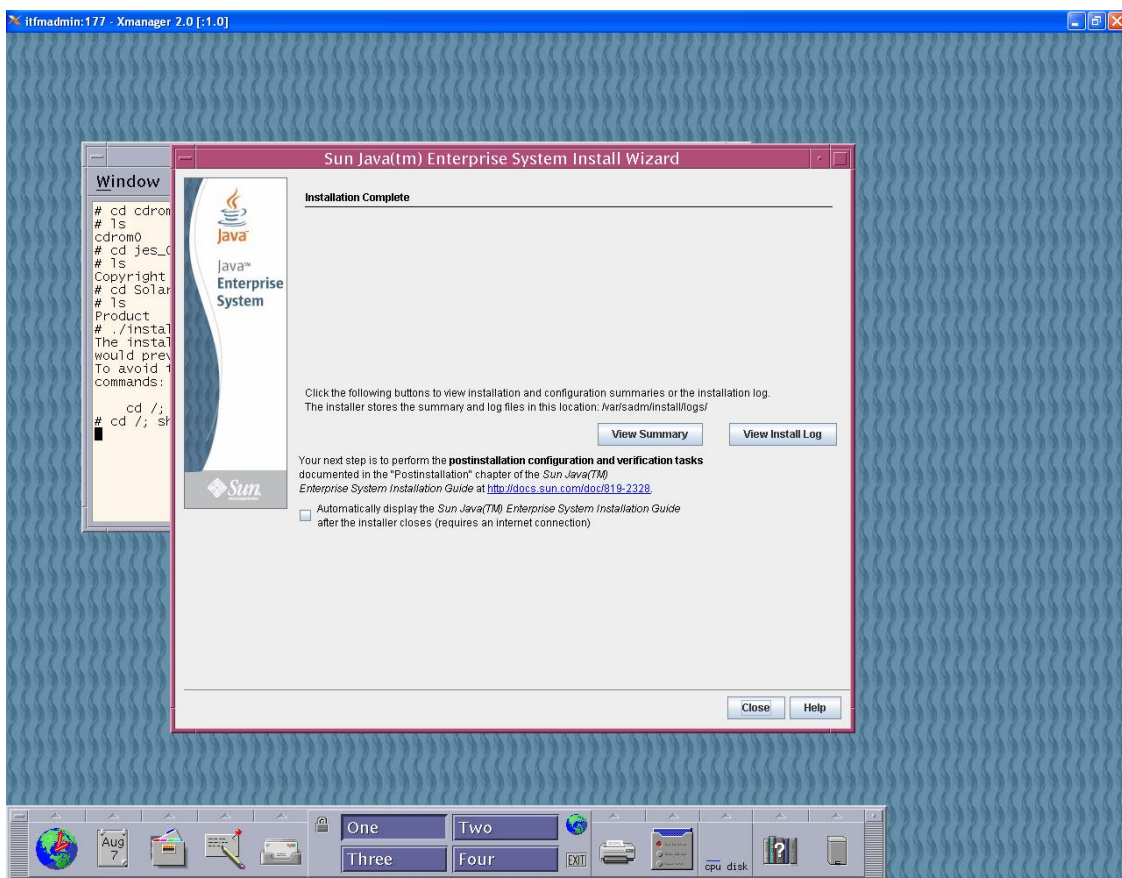 itfmadmin:177 - Xmanager 2.0 [:1.0]
Sun Java(tm) Enterprise System Install Wizard
Window
# cd cdrom
# ls
cdrom0
# cd jes_
# ls
Copyright
# cd Solar
# ls
Product
# ./instal
The instal
would prev
To avoid
commands:
cd /;
# cd /; sh
Java
Java™
Enterprise
System
Sun
microsystems
Installation Complete
Click the following buttons to view installation and configuration summaries or the installation log.
The installer stores the summary and log files in this location: /var/sadm/install/logs/
View Summary View Install Log
Your next step is to perform the postinstallation configuration and verification tasks
documented in the "Postinstallation" chapter of the Sun Java(TM)
Enterprise System Installation Guide at http://docs.sun.com/doc/819-2328.
Automatically display the Sun Java(TM) Enterprise System Installation Guide
after the installer closes (requires an internet connection)
Close Help
Aug
7
One Two
Three Four
EXIT
cpu disk
?